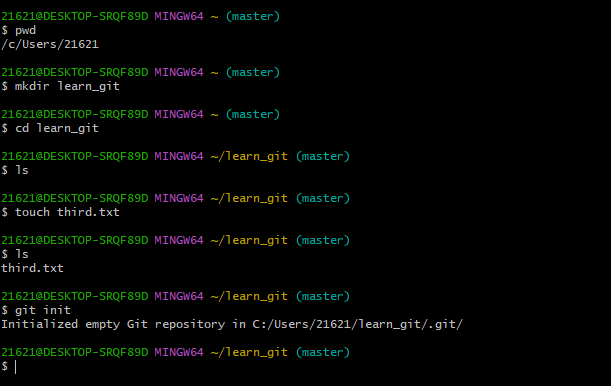 21621@DESKTOP-SRQF89D MINGW64 ~ (master)
$ pwd
/c/Users/21621
21621@DESKTOP-SRQF89D MINGW64 ~ (master)
$ mkdir learn_git
21621@DESKTOP-SRQF89D MINGW64 ~ (master)
$ cd learn_git
21621@DESKTOP-SRQF89D MINGW64 ~/learn_git (master)
$ ls
21621@DESKTOP-SRQF89D MINGW64 ~/learn_git (master)
$ touch third.txt
21621@DESKTOP-SRQF89D MINGW64 ~/learn_git (master)
$ ls
third.txt
21621@DESKTOP-SRQF89D MINGW64 ~/learn_git (master)
$ git init
Initialized empty Git repository in C:/Users/21621/learn_git/.git/
21621@DESKTOP-SRQF89D MINGW64 ~/learn_git (master)
$